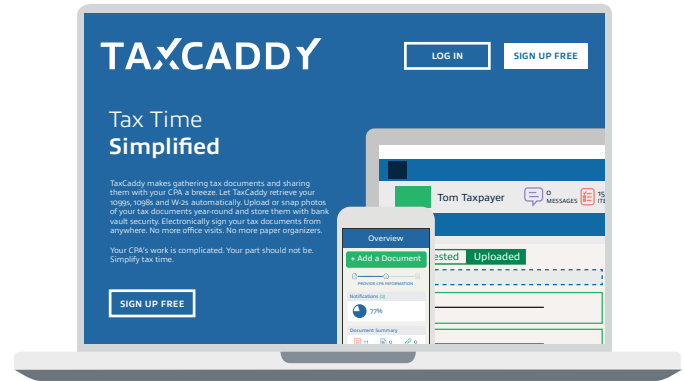 TAXCADDY
LOG IN
SIGN UP FREE
Tax Time
Simplified
TaxCaddy makes gathering tax documents and sharing
them with your CPA a breeze. Let TaxCaddy retrieve your
1099s, 1098s and W-2s automatically. Upload or snap photos
of your tax documents year-round and store them with bank
vault security. Electronically sign your tax documents from
anywhere. No more office visits. No more paper organizers.
Your CPA's work is complicated. Your part should not be.
Simplify tax time.
SIGN UP FREE
Tom Taxpayer
0
MESSAGES
15
Uploaded
Overview
+ Add a Document
PROVIDE CPA INFORMATION
Notifications (3)
77%
Document Summary
11
0
0